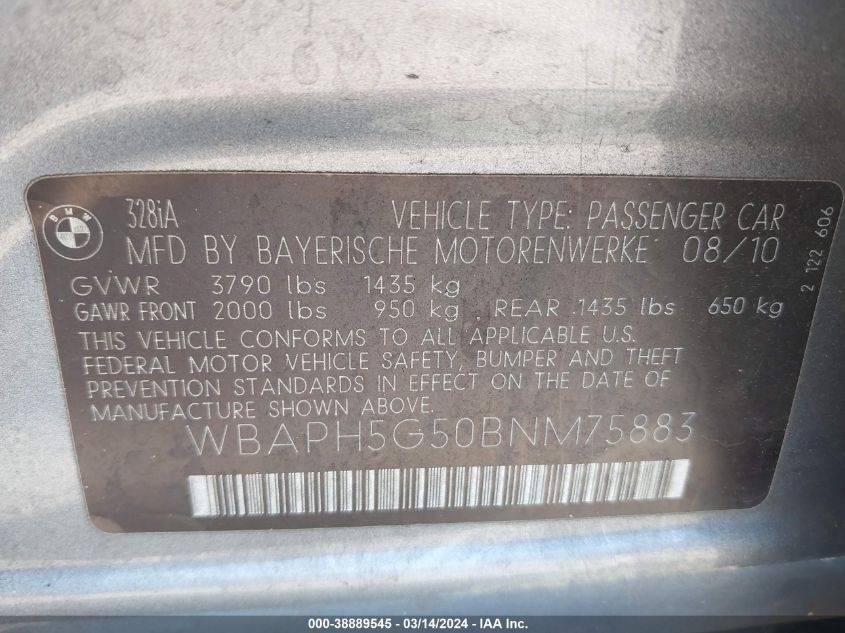 BMW
328iA VEHICLE TYPE: PASSENGER CAR
MFD BY BAYERISCHE MOTORENWERKE 08/10
GVWR 3790 lbs 1435 kg
GAWR FRONT 2000 lbs 950 kg REAR 1435 lbs 650 kg
THIS VEHICLE CONFORMS TO ALL APPLICABLE U.S.
FEDERAL MOTOR VEHICLE SAFETY, BUMPER AND THEFT
PREVENTION STANDARDS IN EFFECT ON THE DATE OF
MANUFACTURE SHOWN ABOVE.
WBAPH5G50BNM75883
2 122 606
000-38889545 - 03/14/2024 - IAA Inc.